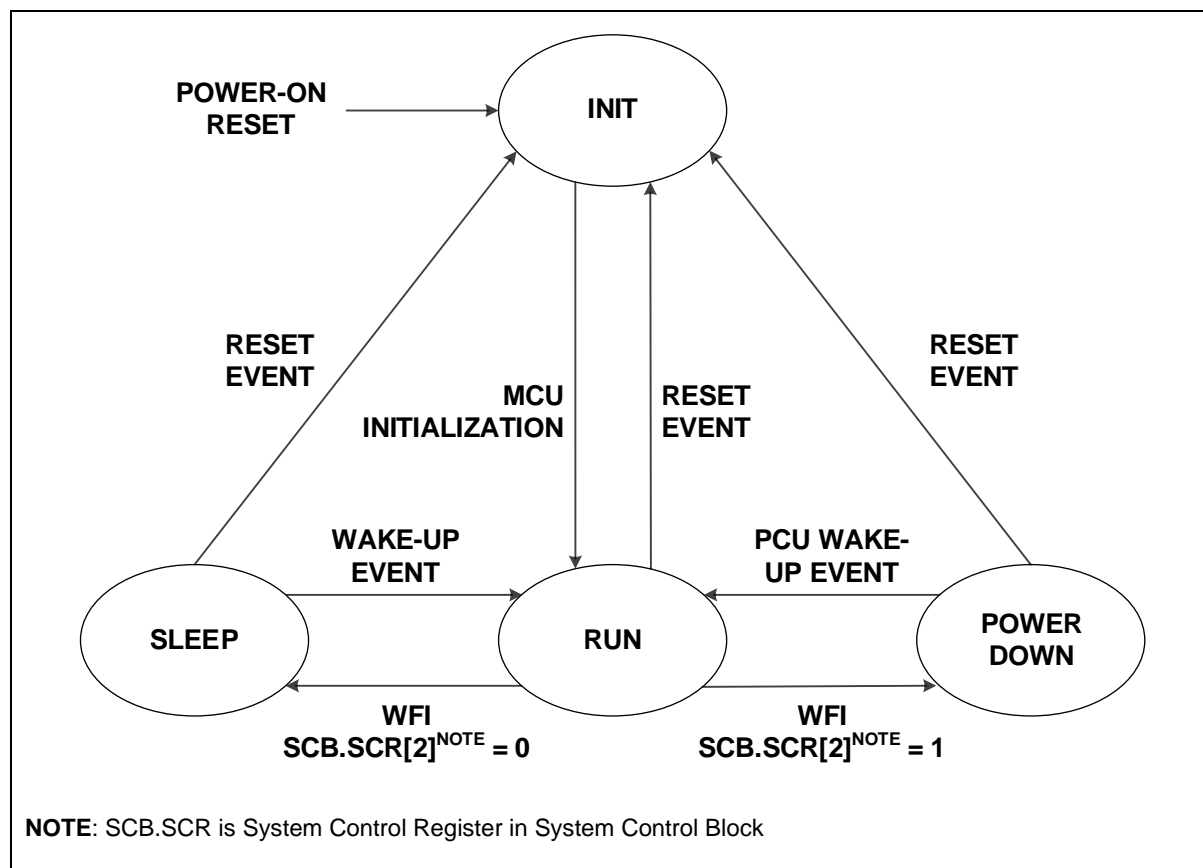 POWER-ON
RESET
INIT
RESET
EVENT
MCU
INITIALIZATION
RESET
EVENT
RESET
EVENT
WAKE-UP
EVENT
PCU WAKE-
UP EVENT
SLEEP
RUN
POWER
DOWN
WFI
SCB.SCR[2]NOTE = 0
WFI
SCB.SCR[2]NOTE = 1
NOTE: SCB.SCR is System Control Register in System Control Block